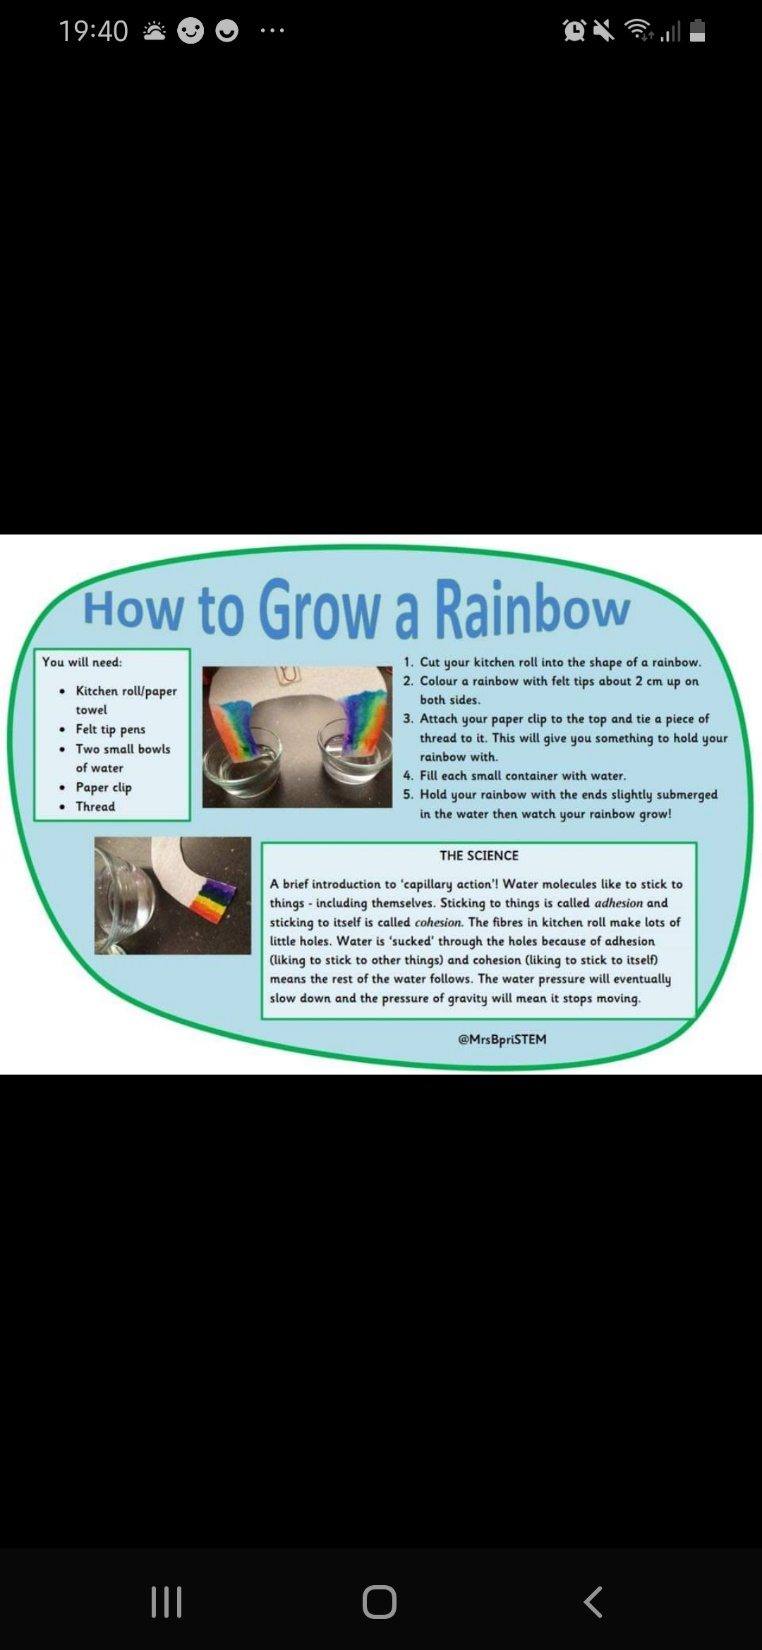 19:40
How to Grow a Rainbow
You will need:
• Kitchen roll/paper
towel
• Felt tip pens
• Two small bowls
of water
• Paper clip
• Thread
1. Cut your kitchen roll into the shape of a rainbow.
2. Colour a rainbow with felt tips about 2 cm up on
both sides.
3. Attach your paper clip to the top and tie a piece of
thread to it. This will give you something to hold your
rainbow with.
4. Fill each small container with water.
5. Hold your rainbow with the ends slightly submerged
in the water then watch your rainbow grow!
THE SCIENCE
A brief introduction to ‘capillary action’! Water molecules like to stick to
things - including themselves. Sticking to things is called adhesion and
sticking to itself is called cohesion. The fibres in kitchen roll make lots of
little holes. Water is ‘sucked’ through the holes because of adhesion
(liking to stick to other things) and cohesion (liking to stick to itself)
means the rest of the water follows. The water pressure will eventually
slow down and the pressure of gravity will mean it stops moving.
@MrsBpriSTEM